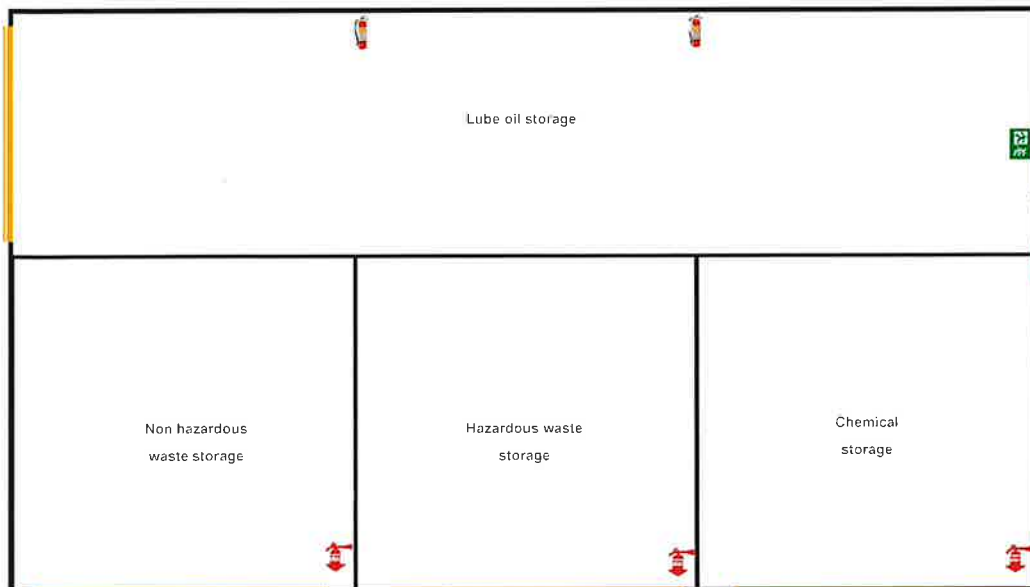 Lube oil storage
Non hazardous
waste storage
Hazardous waste
storage
Chemical
storage